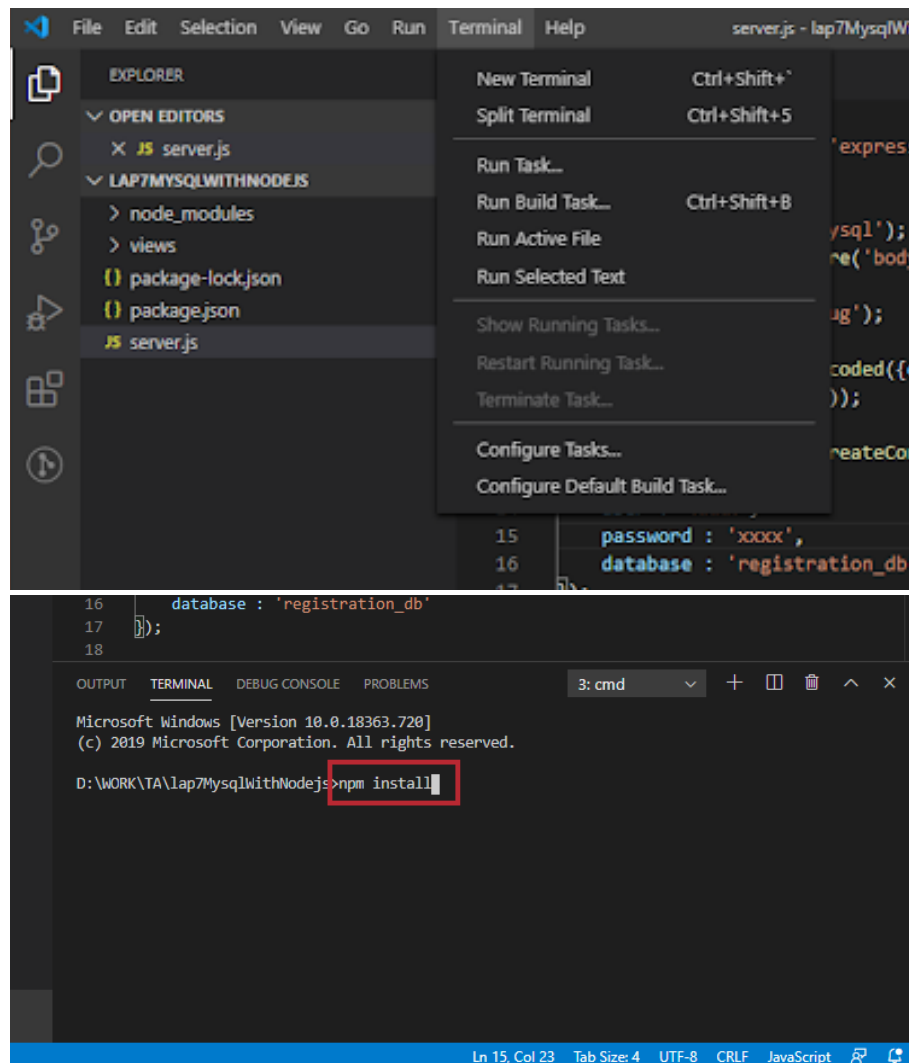 File Edit Selection View Go Run Terminal Help server.js - lap7MysqlW
EXPLORER
OPEN EDITORS
JS server.js
LAP7MYSQLWITHNODEJS
node_modules
views
{} package-lock.json
{} package.json
JS server.js
New Terminal Ctrl+Shift+`
Split Terminal Ctrl+Shift+5
Run Task...
Run Build Task... Ctrl+Shift+B
Run Active File
Run Selected Text
Show Running Tasks...
Restart Running Task...
Terminate Task...
Configure Tasks...
Configure Default Build Task...
'expres
ysql');
re('body
ug');
coded({
));
reateCo
15 password : 'xxxx',
16 database : 'registration_db
17 });
16 database : 'registration_db'
17 });
18
OUTPUT TERMINAL DEBUG CONSOLE PROBLEMS 3: cmd
Microsoft Windows [Version 10.0.18363.720]
(c) 2019 Microsoft Corporation. All rights reserved.
D:\WORK\TA\lap7MysqlWithNodejs>npm install
Ln 15, Col 23 Tab Size: 4 UTF-8 CRLF JavaScript